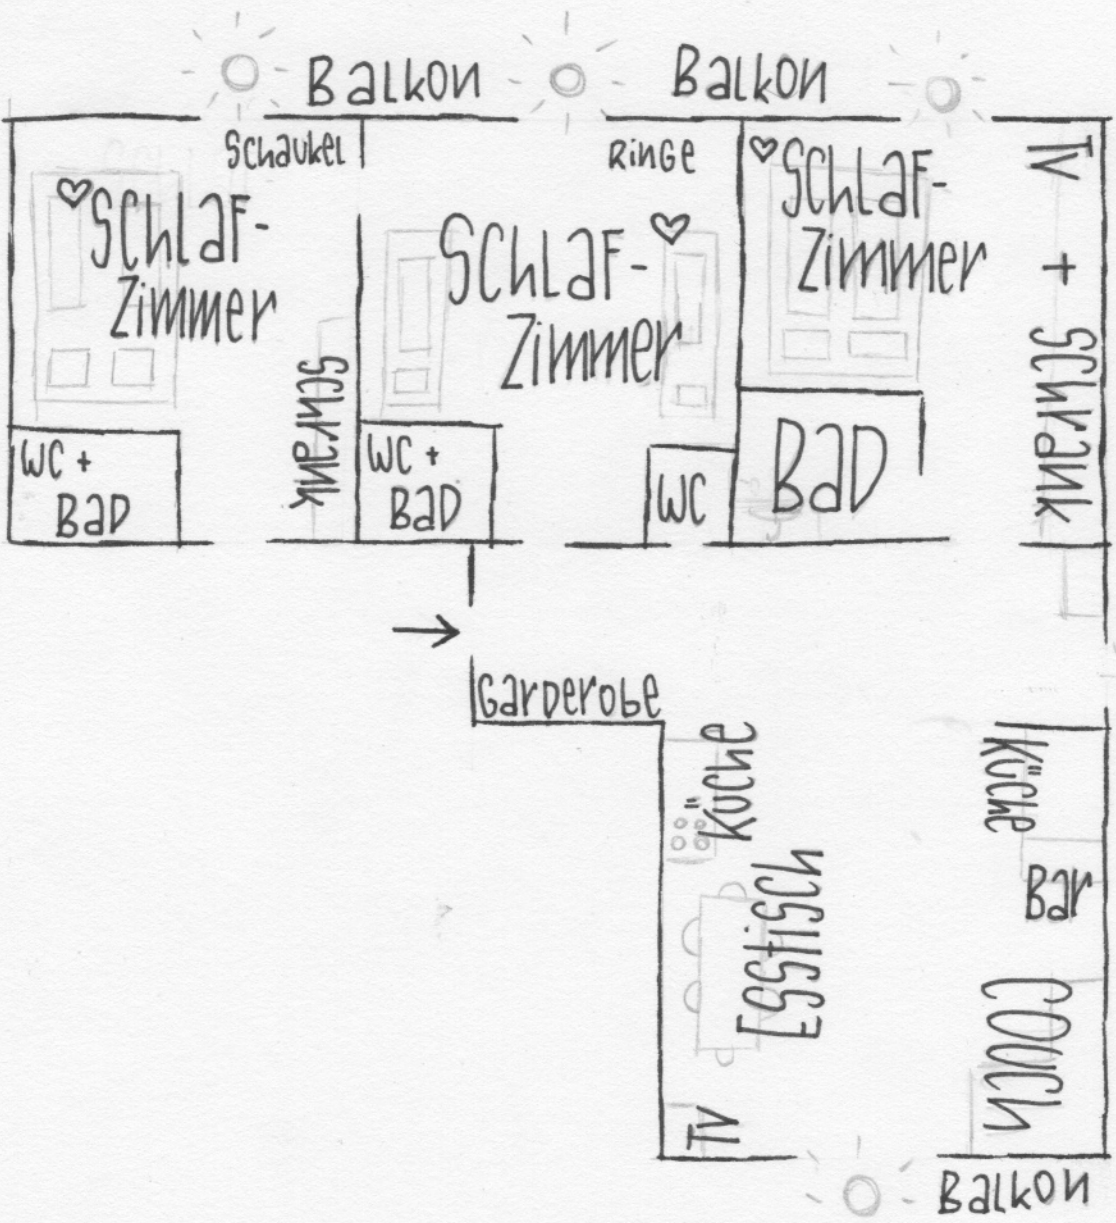 Balkon
Balkon
Schaukel
Ringe
Schlaf-
Zimmer
Schlaf-
Zimmer
Schlaf-
Zimmer
TV + Schrank
Schrank
WC +
Bad
WC +
Bad
WC
Bad
Garderobe
Küche
Küche
Esstisch
Bar
Couch
TV
Balkon